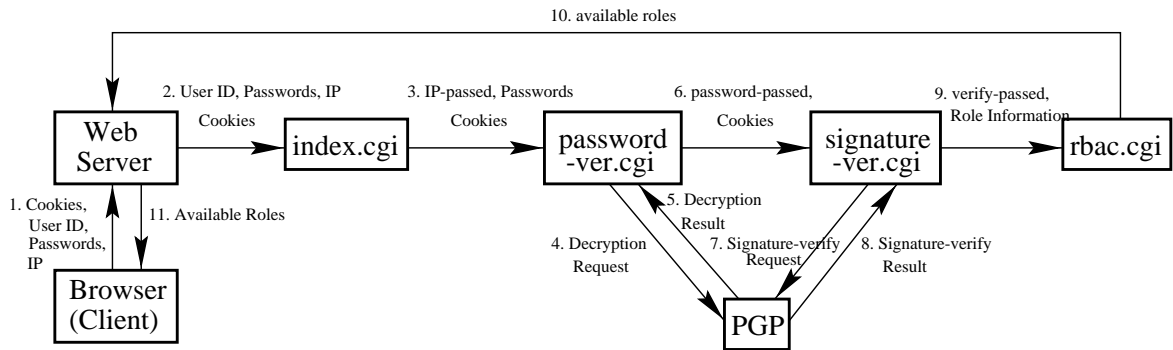 10. available roles
2. User ID, Passwords, IP
Cookies
3. IP-passed, Passwords
Cookies
6. password-passed,
Cookies
9. verify-passed,
Role Information
Web
Server
index.cgi
password
-ver.cgi
signature
-ver.cgi
rbac.cgi
1. Cookies,
User ID,
Passwords,
IP
11. Available Roles
5. Decryption
Result
4. Decryption
Request
7. Signature-verify
Request
8. Signature-verify
Result
Browser
(Client)
PGP